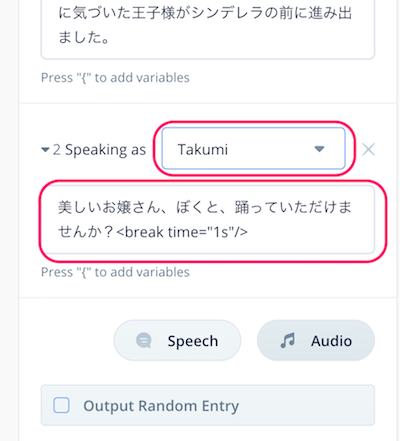 に気づいた王子様がシンデレラの前に進み出
ました。
Press "{" to add variables
2 Speaking as
Takumi
美しいお嬢さん、ぼくと、踊っていただけま
せんか？<break time="1s"/>
Press "{" to add variables
Speech
Audio
Output Random Entry